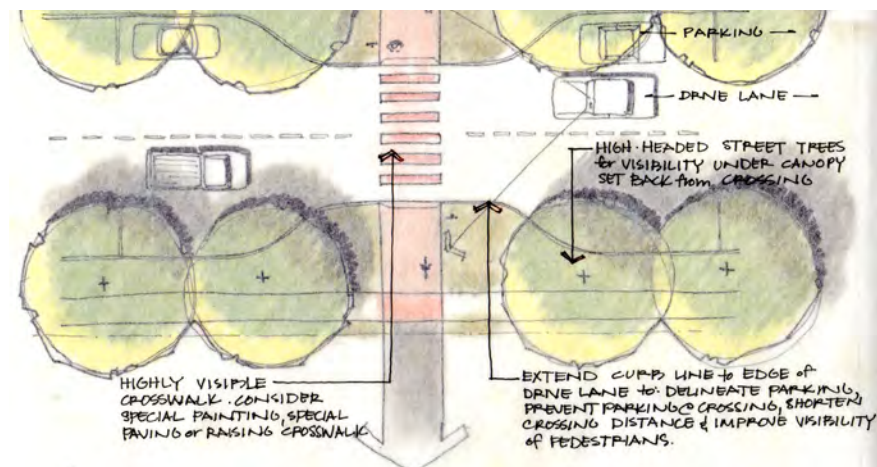 PARKING
DRIVE LANE
HIGH-HEADED STREET TREES
for VISIBILITY UNDER CANOPY
SET BACK from CROSSING
HIGHLY VISIBLE
CROSSWALK. CONSIDER
SPECIAL PAINTING, SPECIAL
PAVING or RAISING CROSSWALK
EXTEND CURB LINE to EDGE of
DRIVE LANE to: DELINEATE PARKING,
PREVENT PARKING @ CROSSING, SHORTEN
CROSSING DISTANCE & IMPROVE VISIBILITY
of PEDESTRIANS.